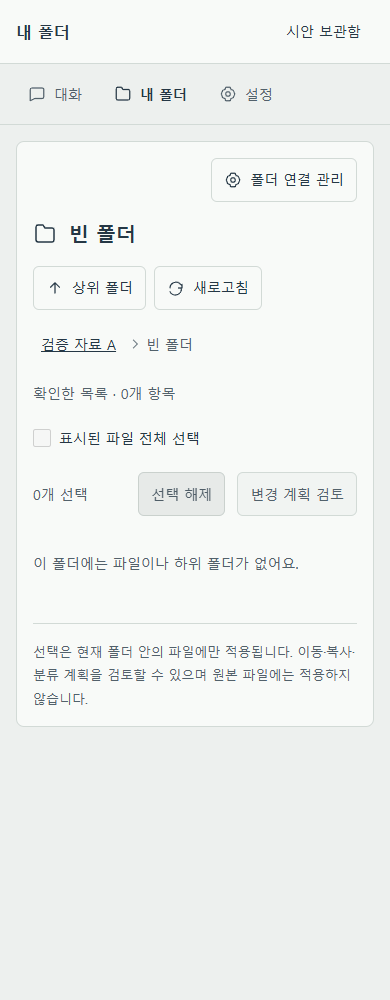 내 폴더
시안 보관함
대화
내 폴더
설정
폴더 연결 관리
빈 폴더
상위 폴더
새로고침
검증 자료 A > 빈 폴더
확인한 목록 · 0개 항목
표시된 파일 전체 선택
0개 선택
선택 해제
변경 계획 검토
이 폴더에는 파일이나 하위 폴더가 없어요.
선택은 현재 폴더 안의 파일에만 적용됩니다. 이동·복사·
분류 계획을 검토할 수 있으며 원본 파일에는 적용하지
않습니다.